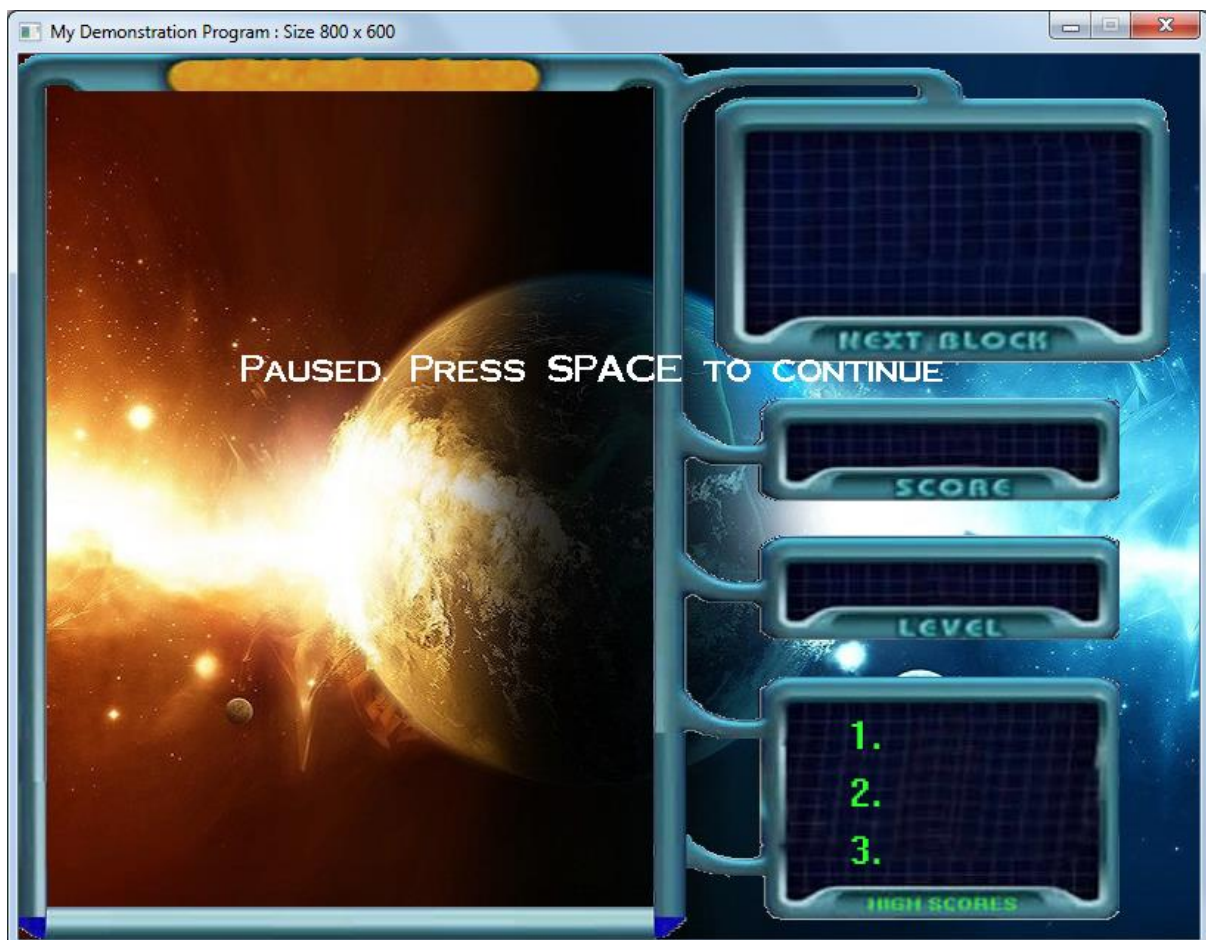 My Demonstration Program : Size 800 x 600
NEXT BLOCK
PAUSED. PRESS SPACE TO CONTINUE
SCORE
LEVEL
1.
2.
3.
HIGH SCORES